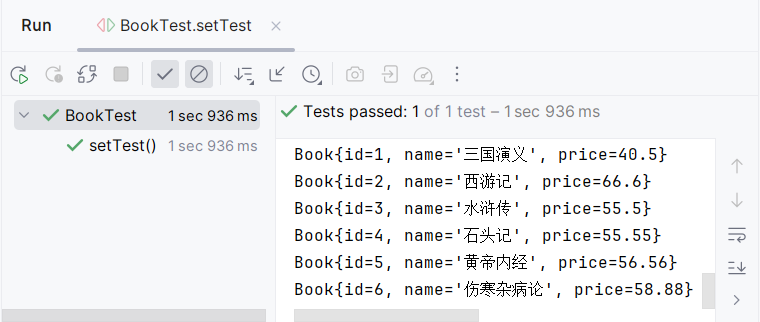 Run BookTest.setTest
BookTest 1 sec 936 ms
setTest() 1 sec 936 ms
Tests passed: 1 of 1 test – 1 sec 936 ms
Book{id=1, name='三国演义', price=40.5}
Book{id=2, name='西游记', price=66.6}
Book{id=3, name='水浒传', price=55.5}
Book{id=4, name='石头记', price=55.55}
Book{id=5, name='黄帝内经', price=56.56}
Book{id=6, name='伤寒杂病论', price=58.88}